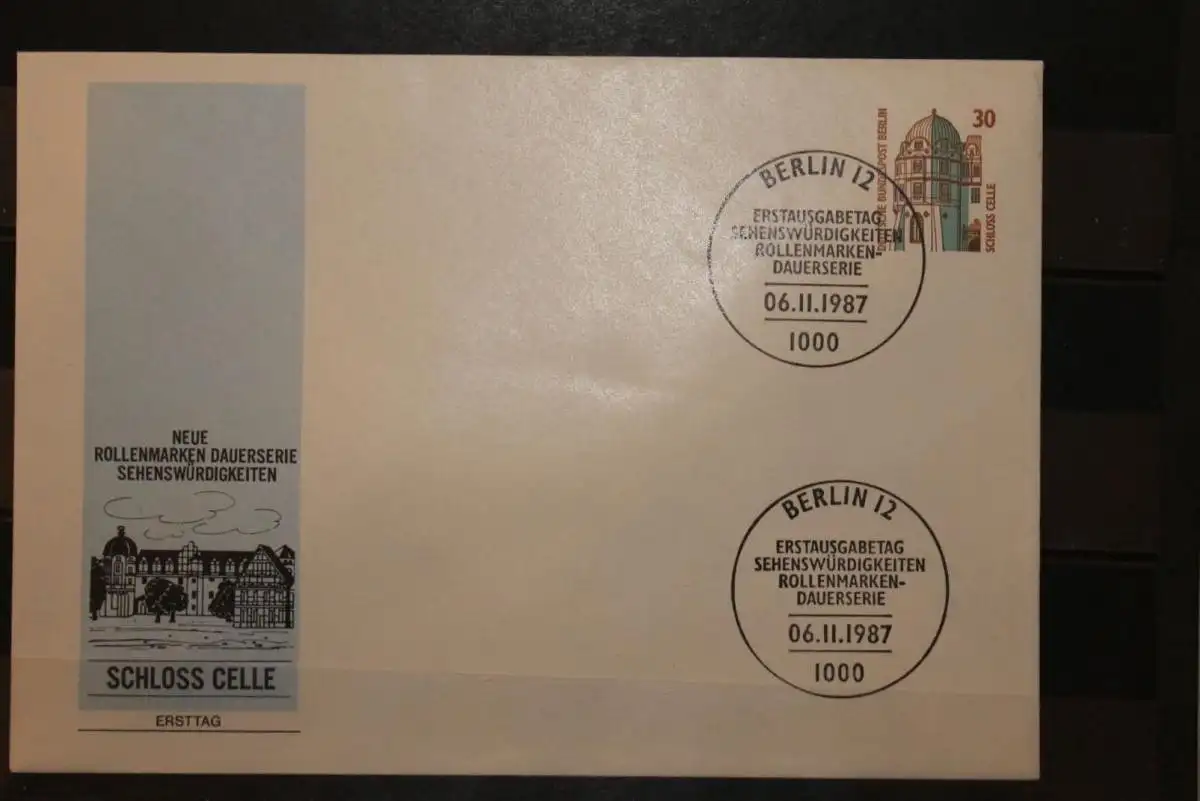 NEUE
ROLLENMARKEN DAUERSERIE
SEHENSWÜRDIGKEITEN
SCHLOSS CELLE
ERSTTAG
30
DEUTSCHE BUNDESPOST BERLIN
SCHLOSS CELLE
BERLIN 12
ERSTAUSGABETAG
SEHENSWÜRDIGKEITEN
ROLLENMARKEN-
DAUERSERIE
06.11.1987
1000
BERLIN 12
ERSTAUSGABETAG
SEHENSWÜRDIGKEITEN
ROLLENMARKEN-
DAUERSERIE
06.11.1987
1000